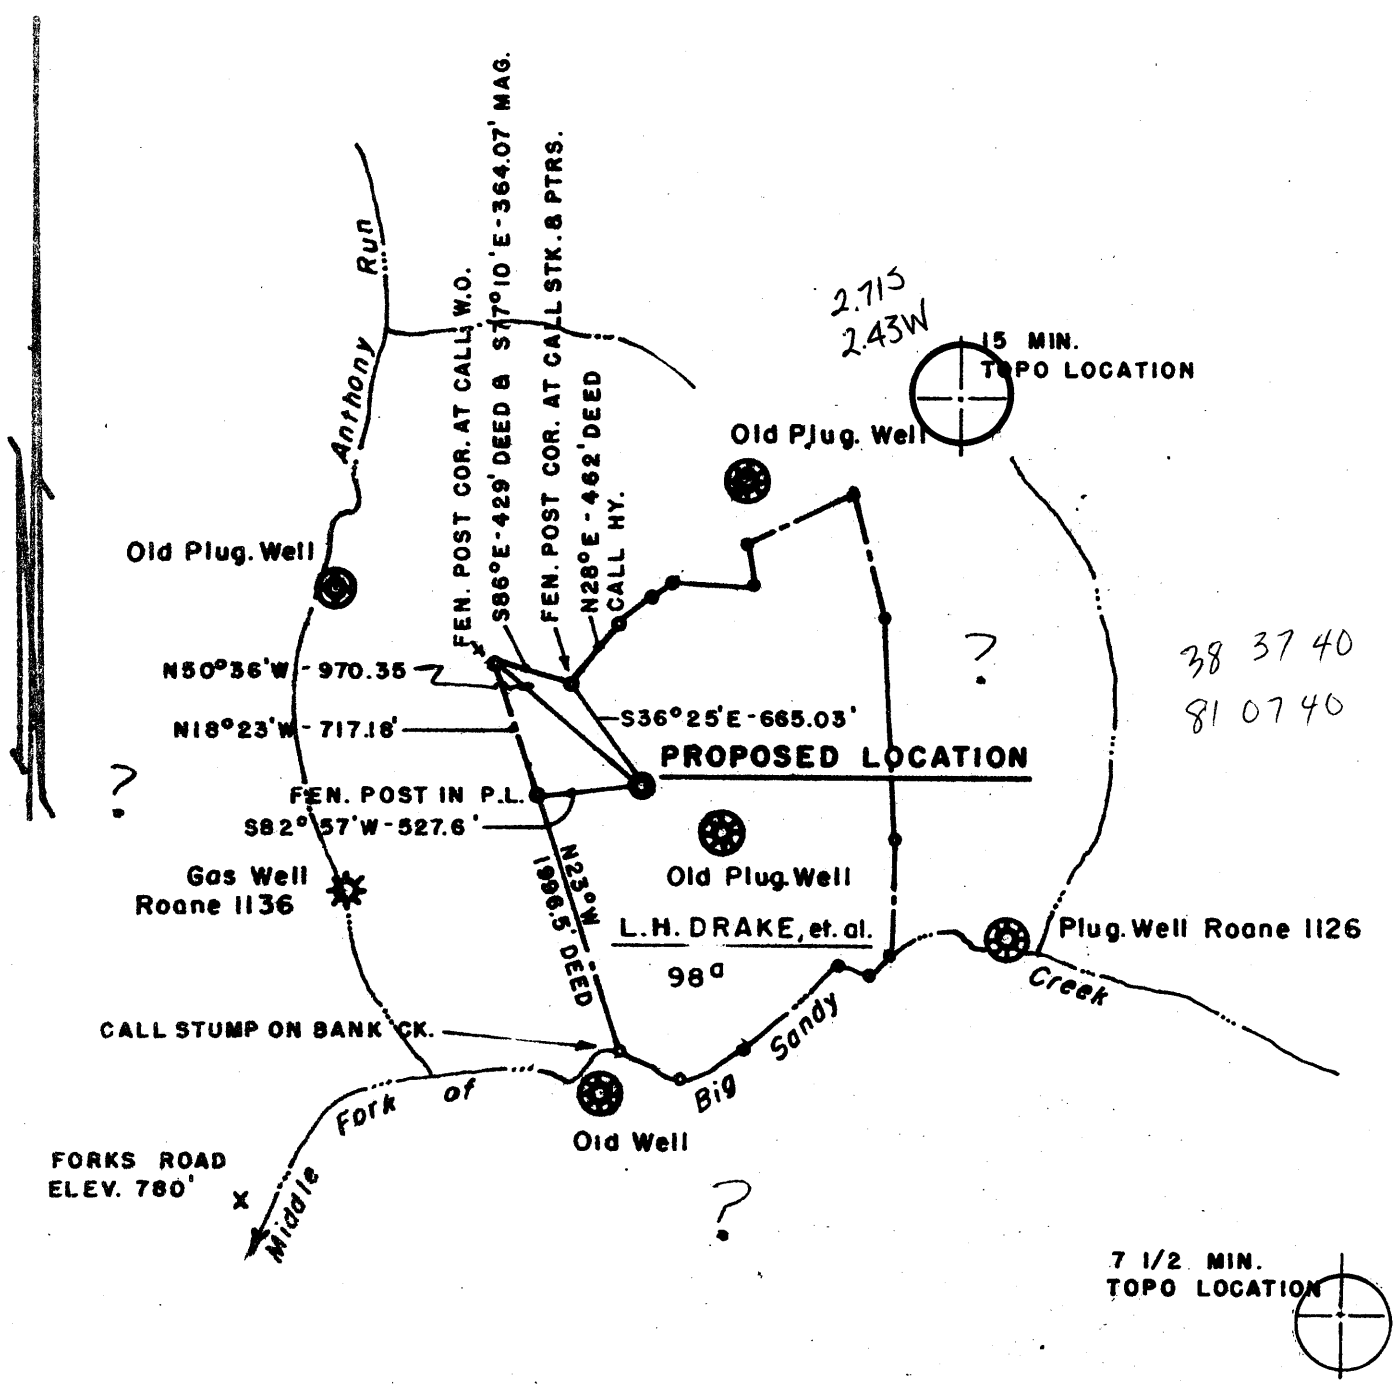 FEN. POST COR. AT CALL W.O.
S86°E-429' DEED & S77°10'E-364.07' MAG.
FEN. POST COR. AT CALL STK. & PTRS.
N28°E-462' DEED
CALL HY.
Anthony Run
2.71S
2.43W
15 MIN.
TOPO LOCATION
Old Plug. Well
Old Plug. Well
?
38 37 40
81 07 40
N50°36'W-970.35
N18°23'W-717.18'
S36°25'E-665.03'
PROPOSED LOCATION
?
FEN. POST IN P.L.
S82°57'W-527.6'
N23°W
1996.5' DEED
Old Plug. Well
Gas Well
Roane 1136
L.H. DRAKE, et. al.
98a
Plug. Well Roane 1126
CALL STUMP ON BANK CK.
Middle Fork of Big Sandy Creek
Old Well
FORKS ROAD
ELEV. 780'
x
?
7 1/2 MIN.
TOPO LOCATION